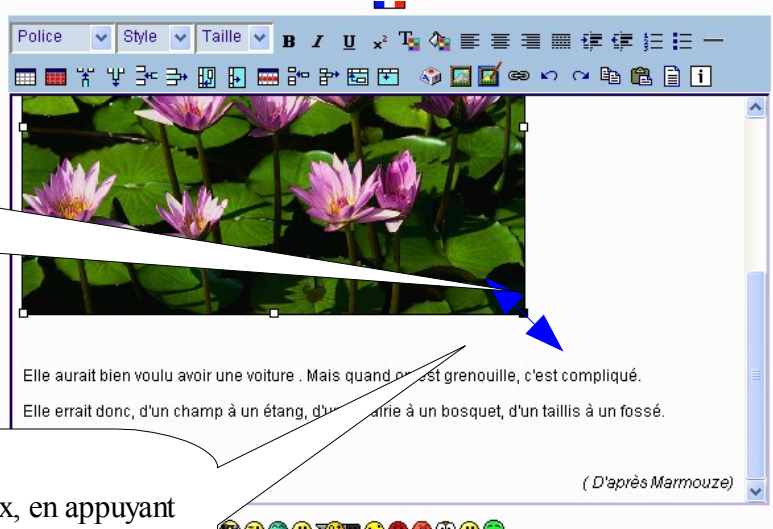 Police Style Taille B I U x²
Elle aurait bien voulu avoir une voiture . Mais quand on est grenouille, c'est compliqué.
Elle errait donc, d'un champ à un étang, d'une prairie à un bosquet, d'un taillis à un fossé.
( D'après Marmouze)
x, en appuyant